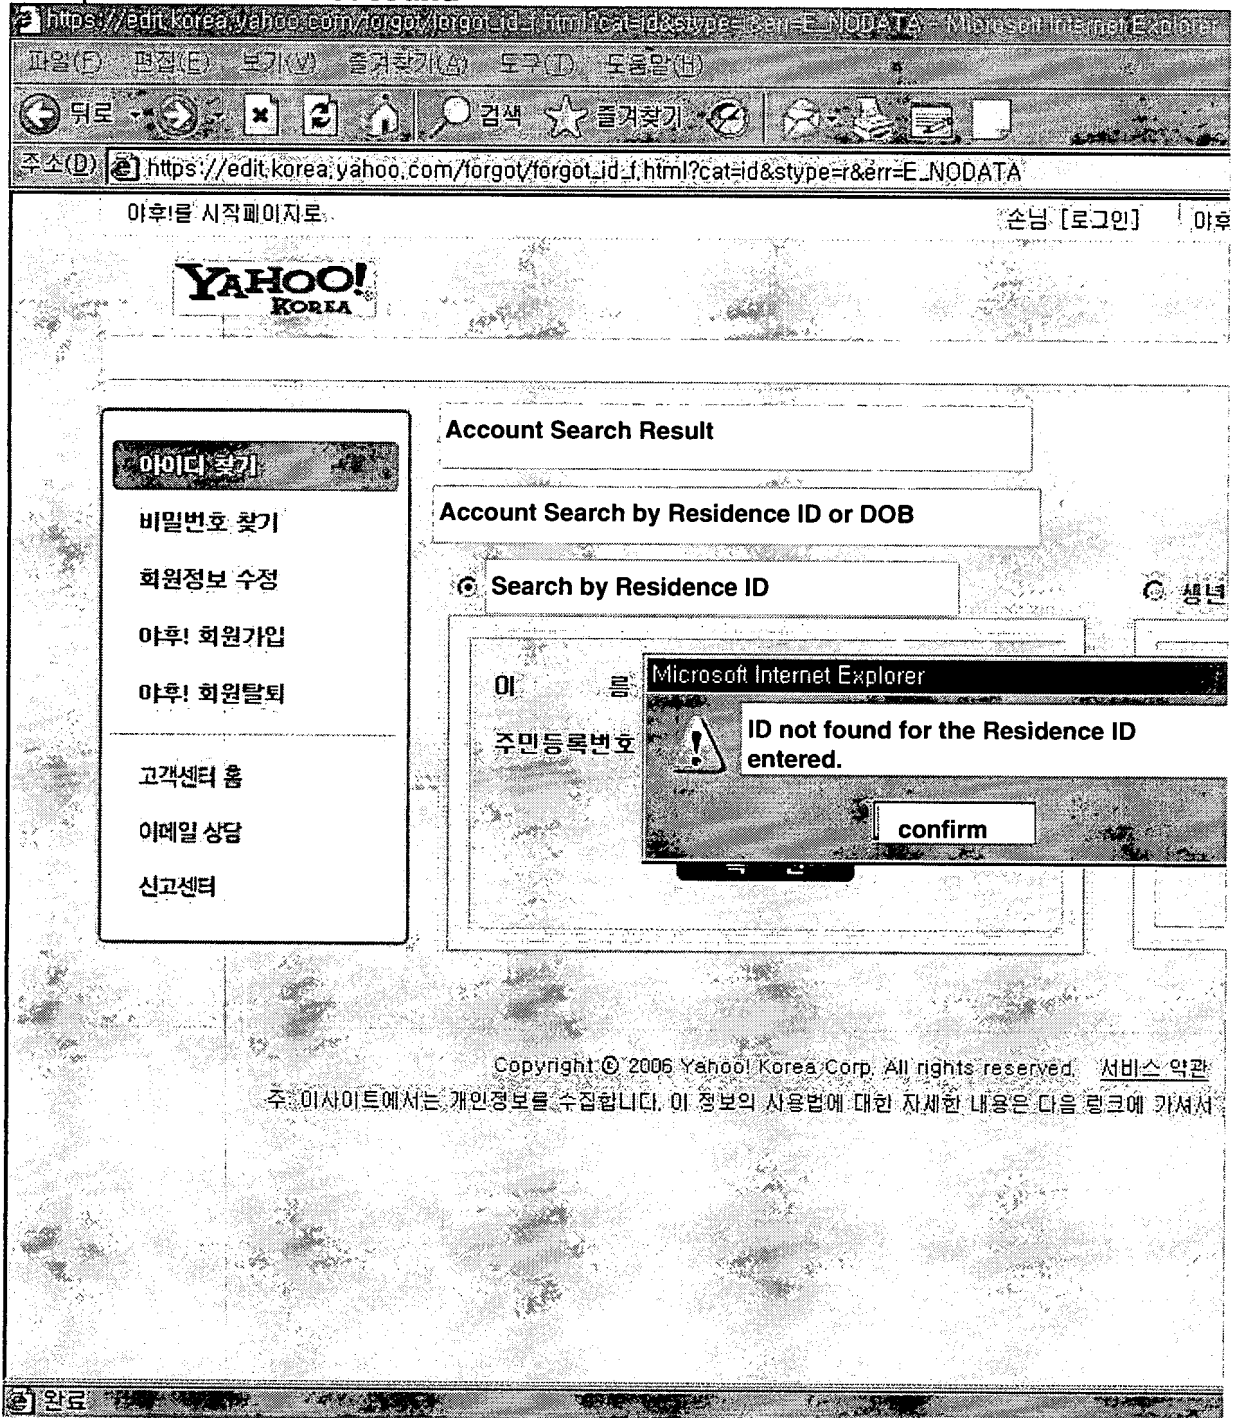 https://edit.korea.yahoo.com/forgot/forgot_id_f.html?cat=id&stype= &err=E_NODATA - Microsoft Internet Explorer
파일(F) 편집(E) 보기(V) 즐겨찾기(A) 도구(T) 도움말(H)
뒤로 검색 즐겨찾기
주소(D) https://edit.korea.yahoo.com/forgot/forgot_id_f.html?cat=id&stype=r&err=E_NODATA
야후!를 시작페이지로 손님 [로그인] 야후
YAHOO!
KOREA
Account Search Result
아이디 찾기
Account Search by Residence ID or DOB
비밀번호 찾기
회원정보 수정
Search by Residence ID 생년
야후! 회원가입
Microsoft Internet Explorer
이 름
야후! 회원탈퇴
주민등록번호
ID not found for the Residence ID
entered.
고객센터 홈
이메일 상담
confirm
신고센터
Copyright © 2006 Yahoo! Korea Corp. All rights reserved. 서비스 약관
주: 이사이트에서는 개인정보를 수집합니다. 이 정보의 사용법에 대한 자세한 내용은 다음 링크에 가셔서
완료